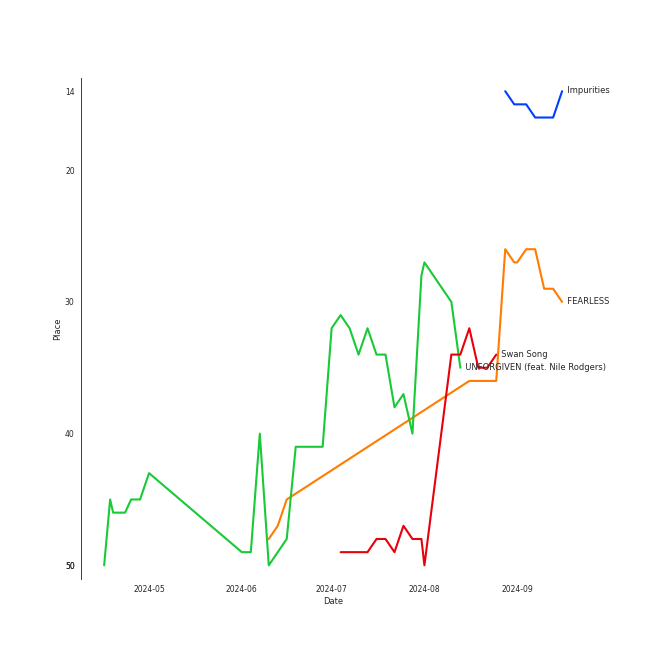 14
Impurities
20
Place
30
FEARLESS
Swan Song
UNFORGIVEN (feat. Nile Rodgers)
40
50
2024-05
2024-06
2024-07
2024-08
2024-09
Date